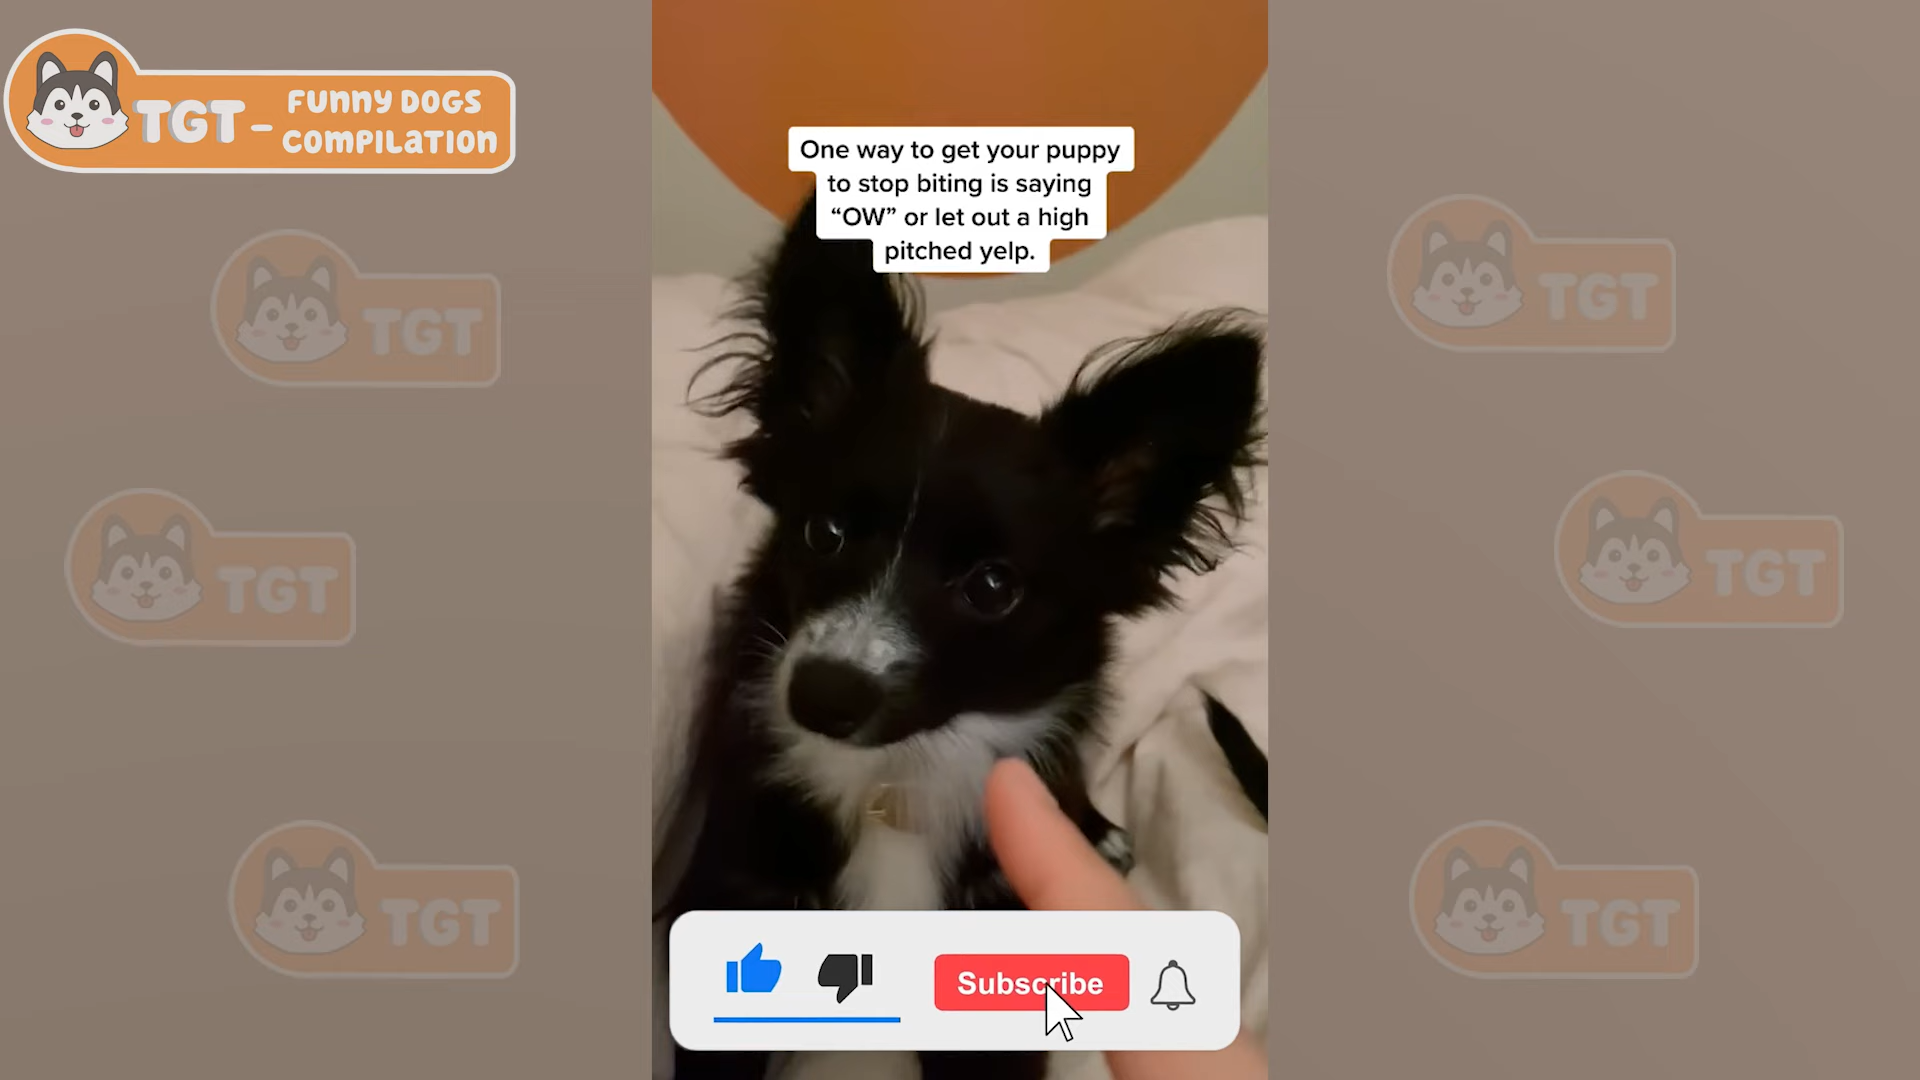 TGT - FUNNY DOGS
COMPILATION
One way to get your puppy
to stop biting is saying
“OW” or let out a high
pitched yelp.
TGT
TGT
TGT
TGT
TGT
TGT
Subscribe